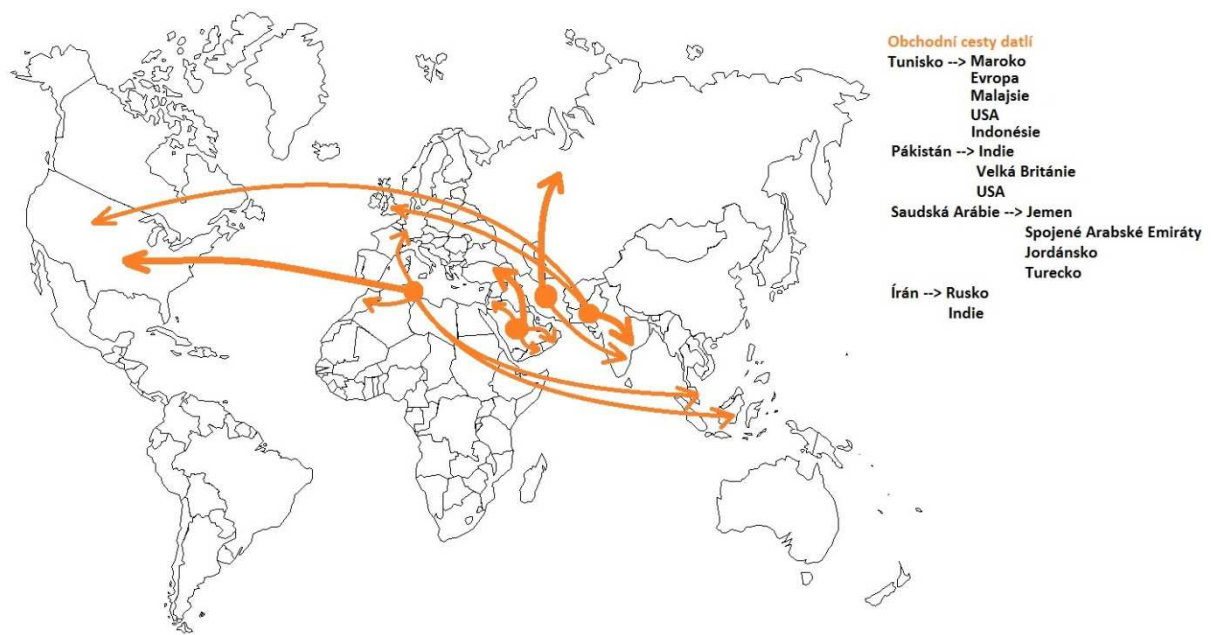 Obchodní cesty datlí
Tunisko --> Maroko
Evropa
Malajsie
USA
Indonésie
Pákistán --> Indie
Velká Británie
USA
Saudská Arábie --> Jemen
Spojené Arabské Emiráty
Jordánsko
Turecko
Írán --> Rusko
Indie